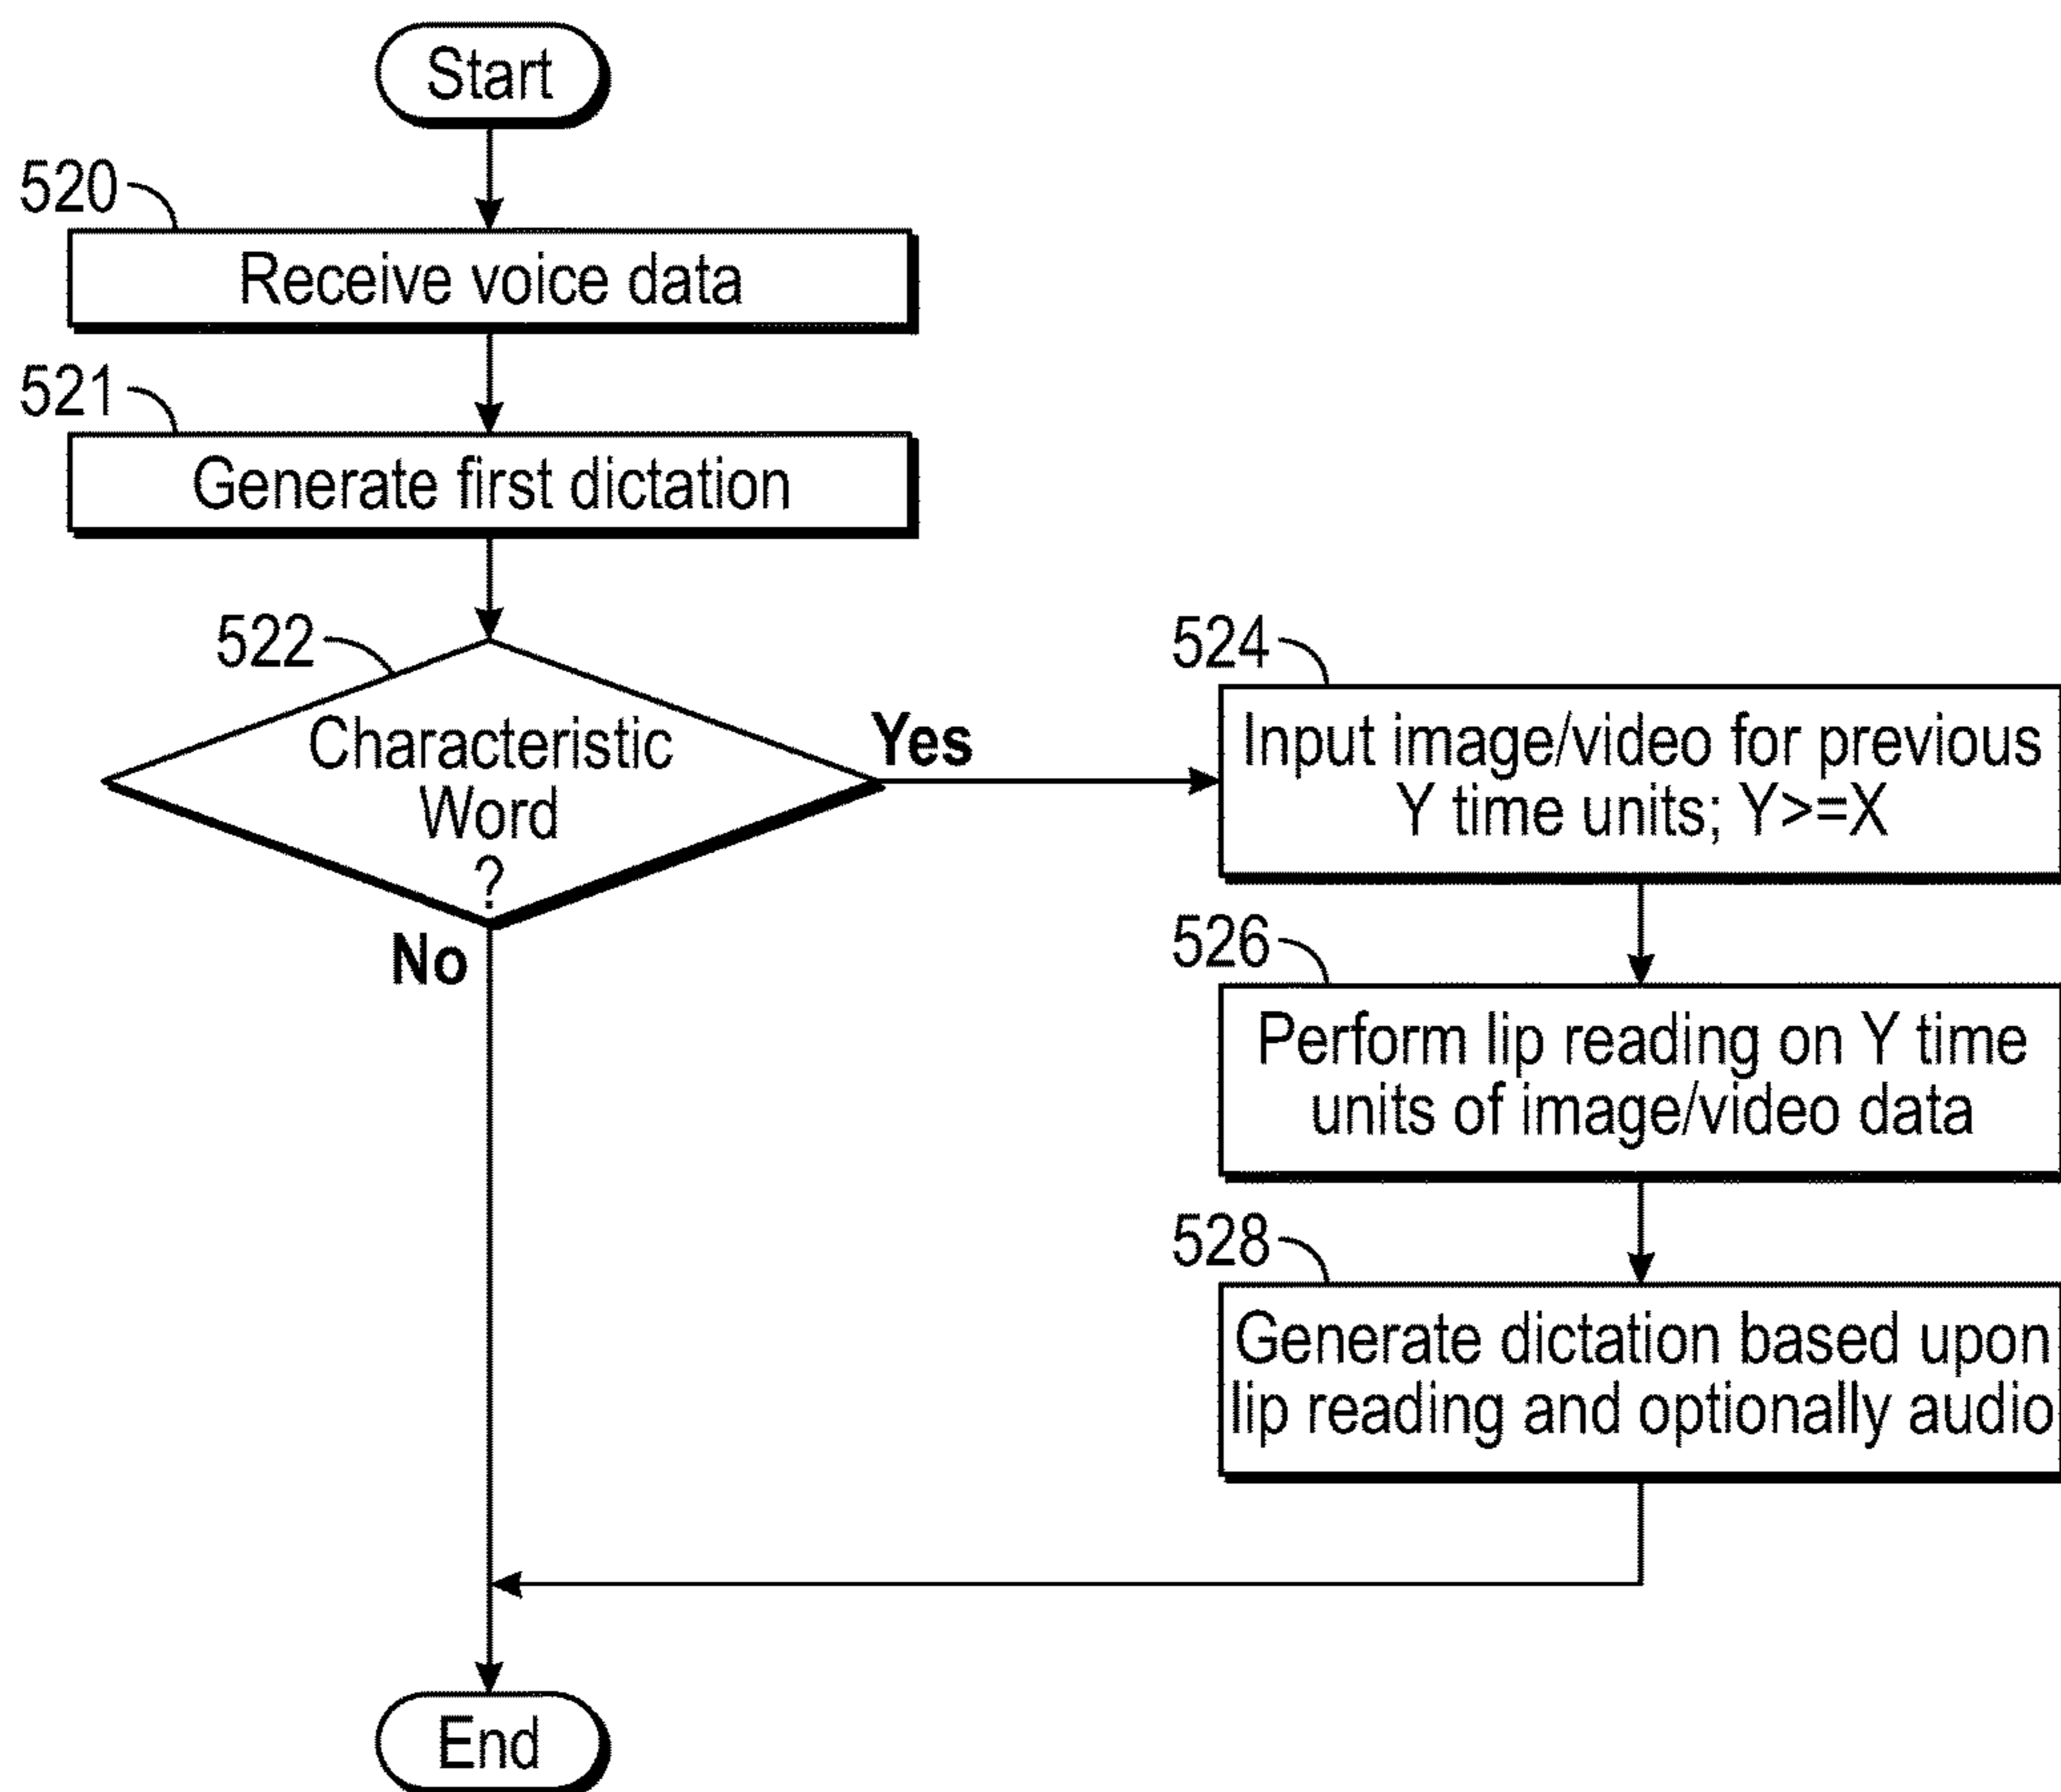 Start
520
Receive voice data
521
Generate first dictation
522
Characteristic
Word
?
Yes
No
524
Input image/video for previous
Y time units; Y>=X
526
Perform lip reading on Y time
units of image/video data
528
Generate dictation based upon
lip reading and optionally audio
End